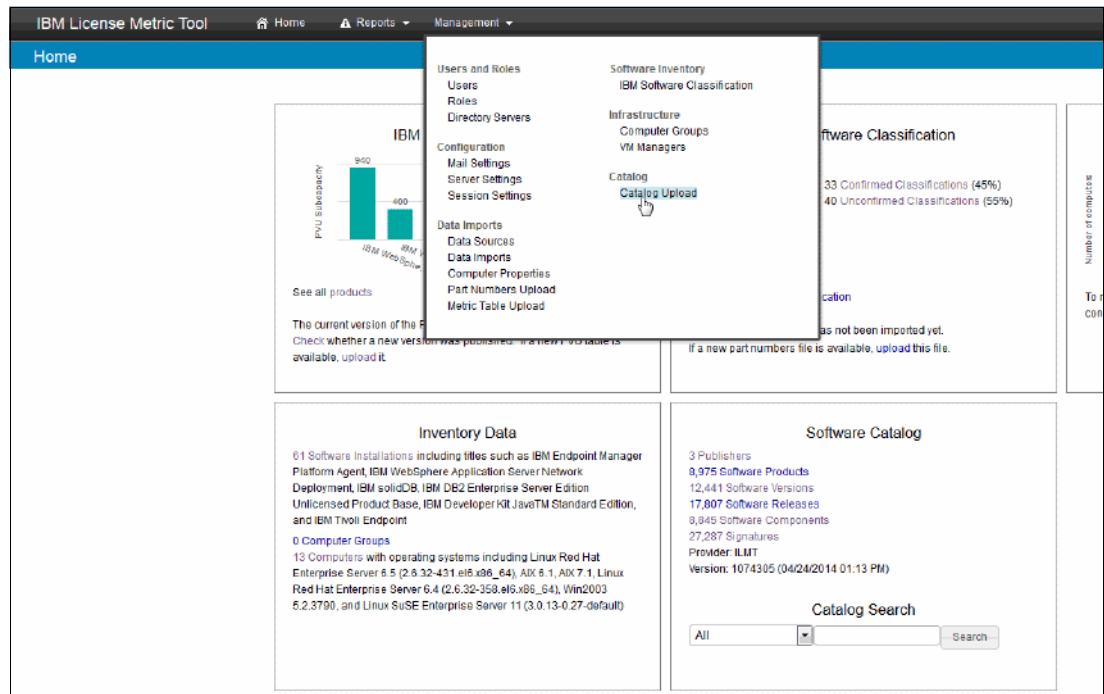 IBM License Metric Tool
Home
Reports
Management
Home
Users and Roles
Users
Roles
Directory Servers
Configuration
Mail Settings
Server Settings
Session Settings
Data Imports
Data Sources
Data Imports
Computer Properties
Part Numbers Upload
Metric Table Upload
Software Inventory
IBM Software Classification
Infrastructure
Computer Groups
VM Managers
Catalog
Catalog Upload
IBM
PVU Subcapacity
940
400
IBM WebSphe
IBM
See all products
The current version of the
Check whether a new version was published. If a new PVU table is
available, upload it.
ftware Classification
33 Confirmed Classifications (45%)
40 Unconfirmed Classifications (55%)
cation
as not been imported yet.
If a new part numbers file is available, upload this file.
Number of computers
To
con
Inventory Data
61 Software Installations including titles such as IBM Endpoint Manager
Platform Agent, IBM WebSphere Application Server Network
Deployment, IBM solidDB, IBM DB2 Enterprise Server Edition
Unlicensed Product Base, IBM Developer Kit JavaTM Standard Edition,
and IBM Tivoli Endpoint
0 Computer Groups
13 Computers with operating systems including Linux Red Hat
Enterprise Server 6.5 (2.6.32-431.el6.x86_64), AIX 6.1, AIX 7.1, Linux
Red Hat Enterprise Server 6.4 (2.6.32-358.el6.x86_64), Win2003
5.2.3790, and Linux SuSE Enterprise Server 11 (3.0.13-0.27-default)
Software Catalog
3 Publishers
8,975 Software Products
12,441 Software Versions
17,807 Software Releases
8,845 Software Components
27,287 Signatures
Provider: ILMT
Version: 1074305 (04/24/2014 01:13 PM)
Catalog Search
All
Search